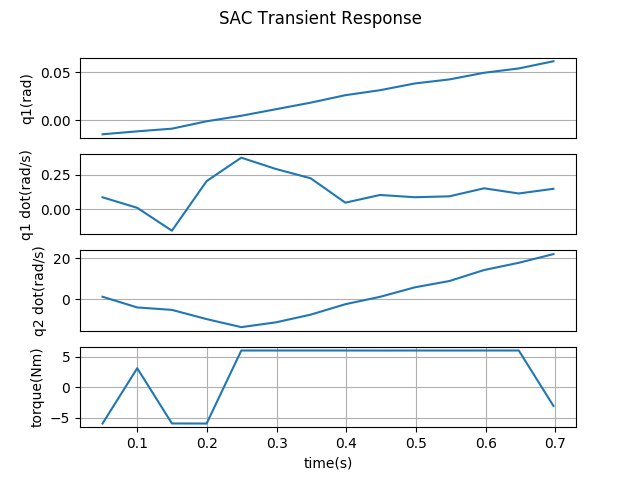 SAC Transient Response
q1(rad)
0.05
0.00
q1 dot(rad/s)
0.25
0.00
q2 dot(rad/s)
20
0
torque(Nm)
5
0
−5
0.1 0.2 0.3 0.4 0.5 0.6 0.7
time(s)